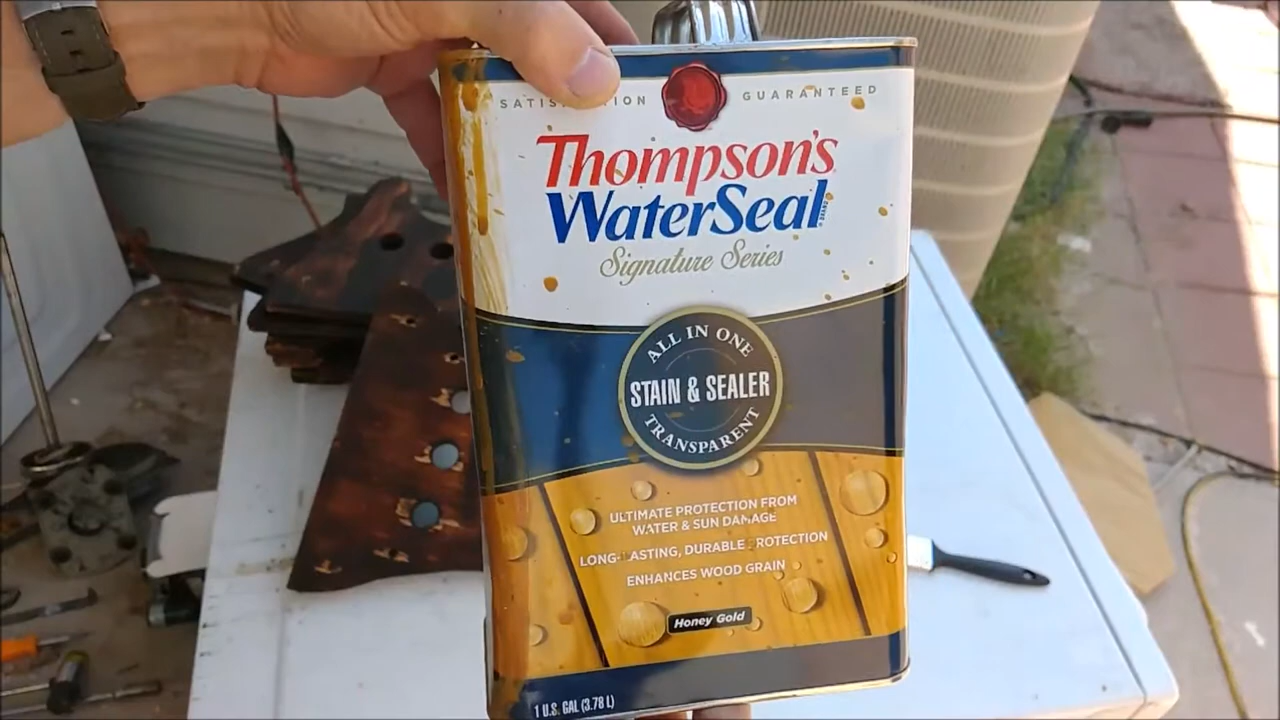 SATISFACTION GUARANTEED
Thompson's
WaterSeal
BRAND
Signature Series
ALL IN ONE
STAIN & SEALER
TRANSPARENT
ULTIMATE PROTECTION FROM
WATER & SUN DAMAGE
LONG-LASTING, DURABLE PROTECTION
ENHANCES WOOD GRAIN
Honey Gold
1 U.S. GAL (3.78 L)